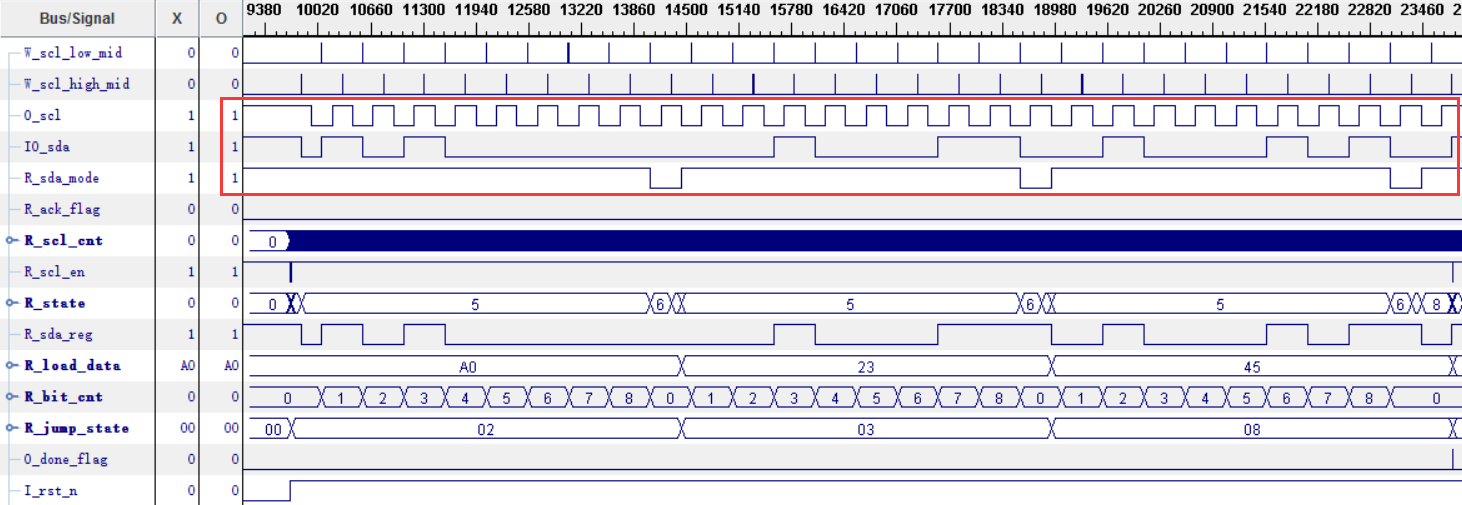 Bus/Signal X O 9380 10020 10660 11300 11940 12580 13220 13860 14500 15140 15780 16420 17060 17700 18340 18980 19620 20260 20900 21540 22180 22820 23460 2
W_scl_low_mid 0 0
W_scl_high_mid 0 0
O_scl 1 1
IO_sda 1 1
R_sda_mode 1 1
R_ack_flag 0 0
R_scl_cnt 0 0 0
R_scl_en 1 1
R_state 0 0 0 5 6 5 6 5 6 8
R_sda_reg 1 1
R_load_data A0 A0 A0 23 45
R_bit_cnt 0 0 0 1 2 3 4 5 6 7 8 0 1 2 3 4 5 6 7 8 0 1 2 3 4 5 6 7 8 0
R_jump_state 00 00 00 02 03 08
O_done_flag 0 0
I_rst_n 0 0